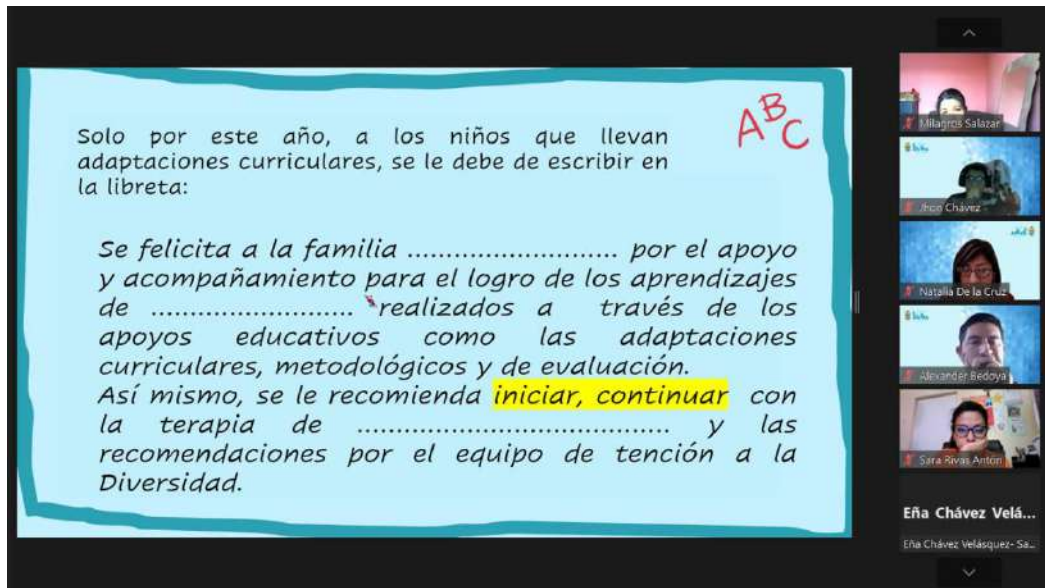 Solo por este año, a los niños que llevan
adaptaciones curriculares, se le debe de escribir en
la libreta:
ABC
Se felicita a la familia ........................... por el apoyo
y acompañamiento para el logro de los aprendizajes
de .......................... realizados a través de los
apoyos educativos como las adaptaciones
curriculares, metodológicos y de evaluación.
Así mismo, se le recomienda iniciar, continuar con
la terapia de ........................................ y las
recomendaciones por el equipo de tención a la
Diversidad.
Milagros Salazar
Jhon Chávez
Natalia De la Cruz
Alexander Bedoya
Sara Rivas Antón
Eña Chávez Velá...
Eña Chávez Velásquez- Sa...